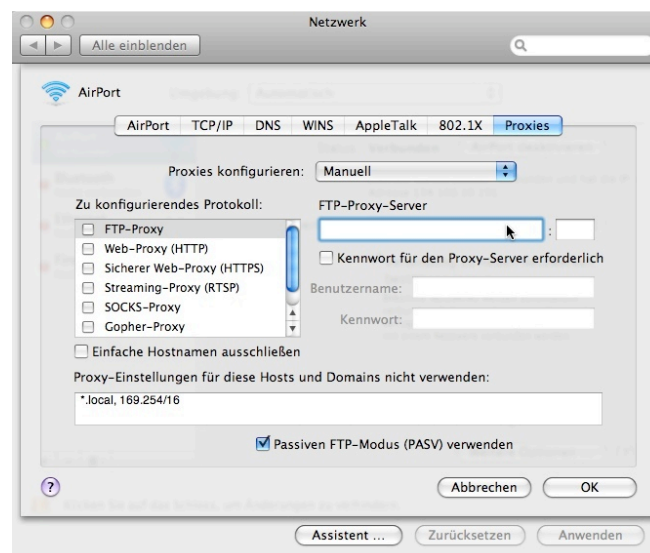 Netzwerk
Alle einblenden
AirPort
AirPort TCP/IP DNS WINS AppleTalk 802.1X Proxies
Proxies konfigurieren: Manuell
Zu konfigurierendes Protokoll:
FTP-Proxy
Web-Proxy (HTTP)
Sicherer Web-Proxy (HTTPS)
Streaming-Proxy (RTSP)
SOCKS-Proxy
Gopher-Proxy
FTP-Proxy-Server
:
Kennwort für den Proxy-Server erforderlich
Benutzername:
Kennwort:
Einfache Hostnamen ausschließen
Proxy-Einstellungen für diese Hosts und Domains nicht verwenden:
*.local, 169.254/16
Passiven FTP-Modus (PASV) verwenden
?
Abbrechen OK
Assistent ... Zurücksetzen Anwenden